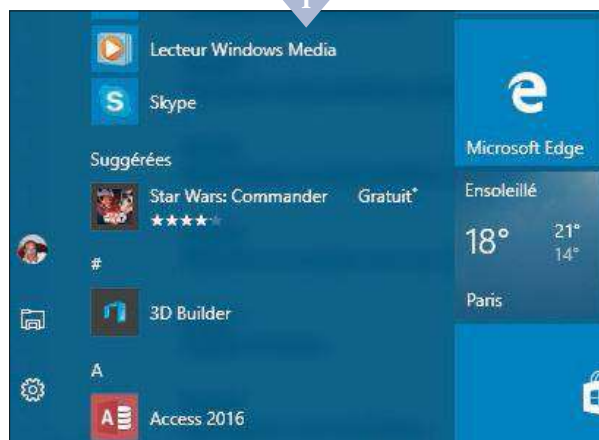 1
Lecteur Windows Media
Skype
Suggérées
Star Wars: Commander Gratuit*
#
3D Builder
A
Access 2016
Microsoft Edge
Ensoleillé
18° 21°
14°
Paris